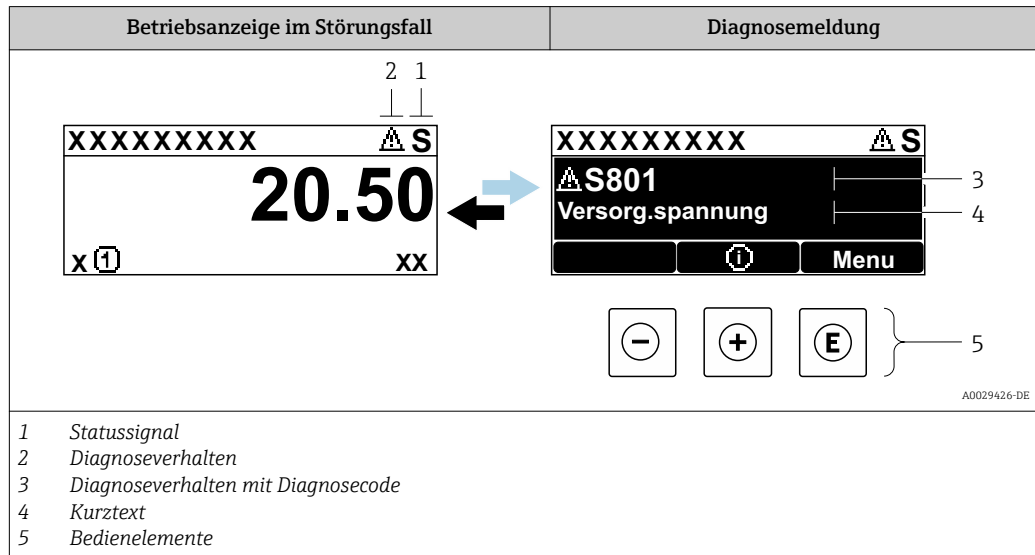 Betriebsanzeige im Störungsfall
Diagnosemeldung
2 1
XXXXXXXXX
S
20.50
x 1
xx
XXXXXXXXX
S
S801
3
Versorg.spannung
4
i
Menu
- + E
5
A0029426-DE
1 Statussignal
2 Diagnoseverhalten
3 Diagnoseverhalten mit Diagnosecode
4 Kurztext
5 Bedienelemente